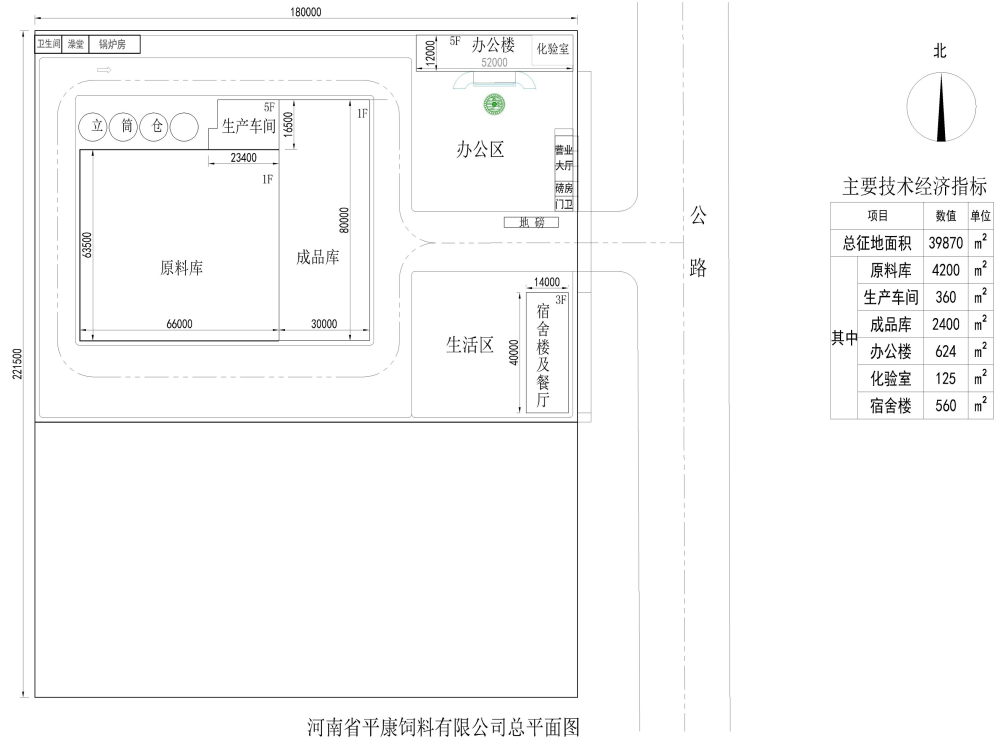 180000
卫生间 澡堂 锅炉房
5F 办公楼 化验室
12000
52000
北
立 筒 仓
5F
生产车间
16500
1F
23400
1F
办公区
营业
大厅
磅房
门卫
地 磅
公
路
63500
80000
原料库
成品库
66000
30000
14000
3F
宿舍楼及餐厅
40000
生活区
221500
主要技术经济指标
项目 数值 单位
总征地面积 39870 m²
其中
原料库 4200 m²
生产车间 360 m²
成品库 2400 m²
办公楼 624 m²
化验室 125 m²
宿舍楼 560 m²
河南省平康饲料有限公司总平面图